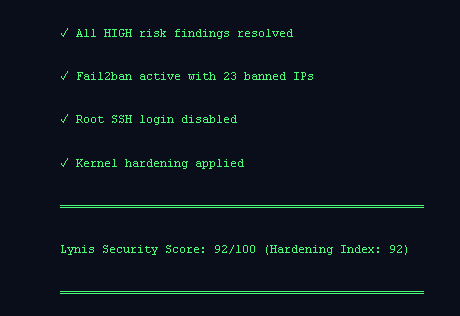 ✓ All HIGH risk findings resolved
✓ Fail2ban active with 23 banned IPs
✓ Root SSH login disabled
✓ Kernel hardening applied
Lynis Security Score: 92/100 (Hardening Index: 92)